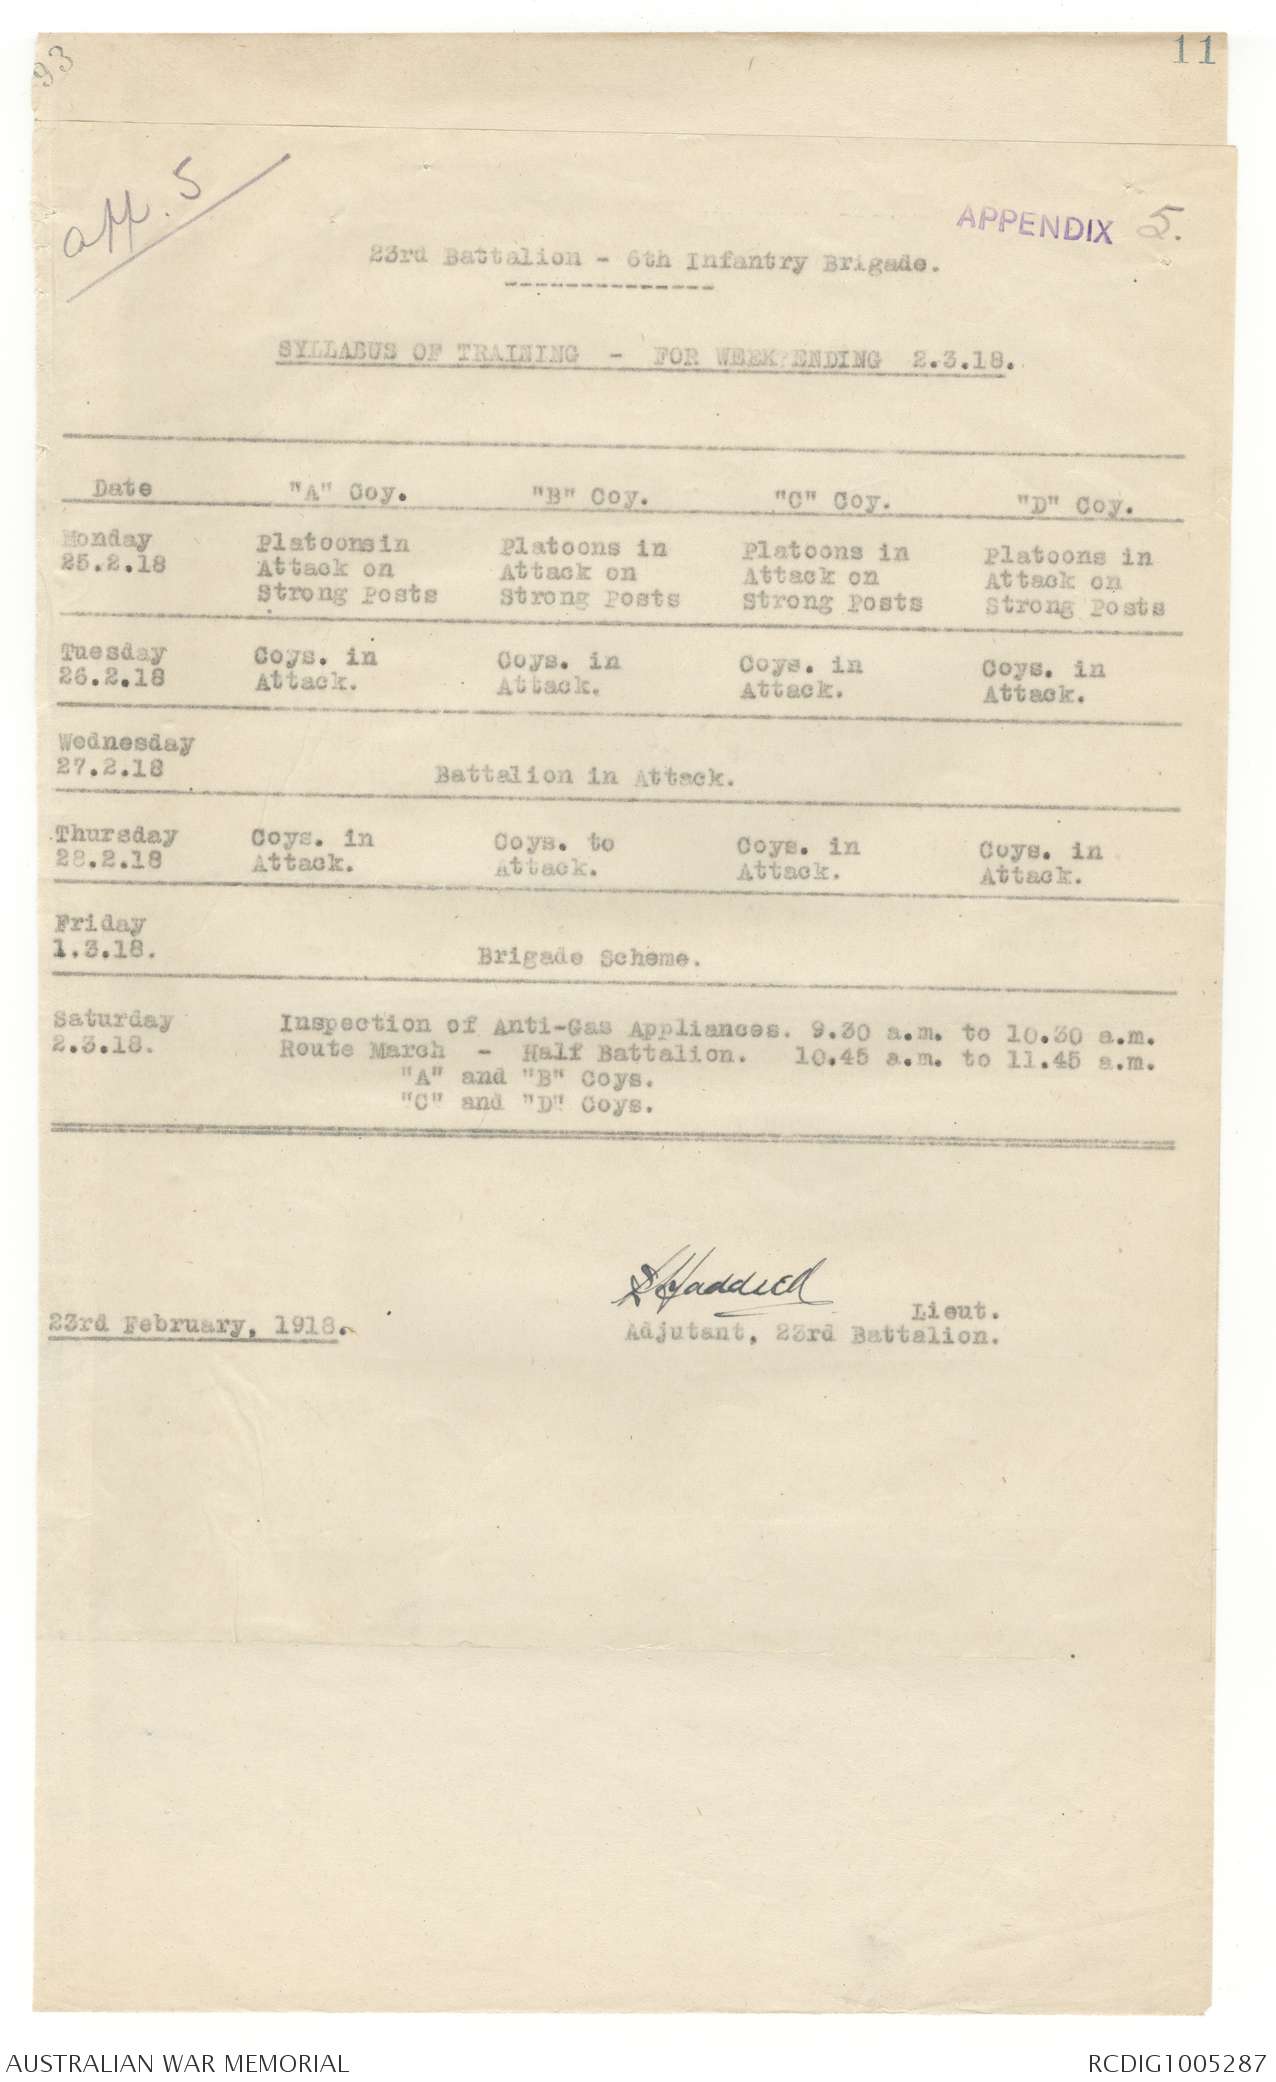 93
11
app. 5
APPENDIX 5.
23rd Battalion - 6th Infantry Brigade.
SYLLABUS OF TRAINING - FOR WEEK ENDING 2.3.18.
Date "A" Coy. "B" Coy. "C" Coy. "D" Coy.
Monday Platoonsin Platoons in Platoons in Platoons in
25.2.18 Attack on Attack on Attack on Attack on
Strong Posts Strong Posts Strong Posts Strong Posts
Tuesday Coys. in Coys. in Coys. in Coys. in
26.2.18 Attack. Attack. Attack. Attack.
Wednesday
27.2.18 Battalion in Attack.
Thursday Coys. in Coys. to Coys. in Coys. in
28.2.18 Attack. Attack. Attack. Attack.
Friday
1.3.18. Brigade Scheme.
Saturday Inspection of Anti-Gas Appliances. 9.30 a.m. to 10.30 a.m.
2.3.18. Route March - Half Battalion. 10.45 a.m. to 11.45 a.m.
"A" and "B" Coys.
"C" and "D" Coys.
Lieut.
23rd February, 1918. Adjutant, 23rd Battalion.
AUSTRALIAN WAR MEMORIAL RCDIG1005287